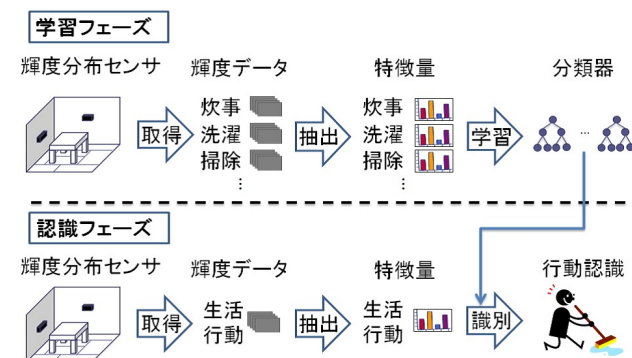 学習フェーズ
輝度分布センサ 輝度データ 特徴量 分類器
炊事 炊事
取得 洗濯 抽出 洗濯 学習 …
掃除 掃除
… …
認識フェーズ
輝度分布センサ 輝度データ 特徴量 行動認識
生活 生活
取得 行動 抽出 行動 識別